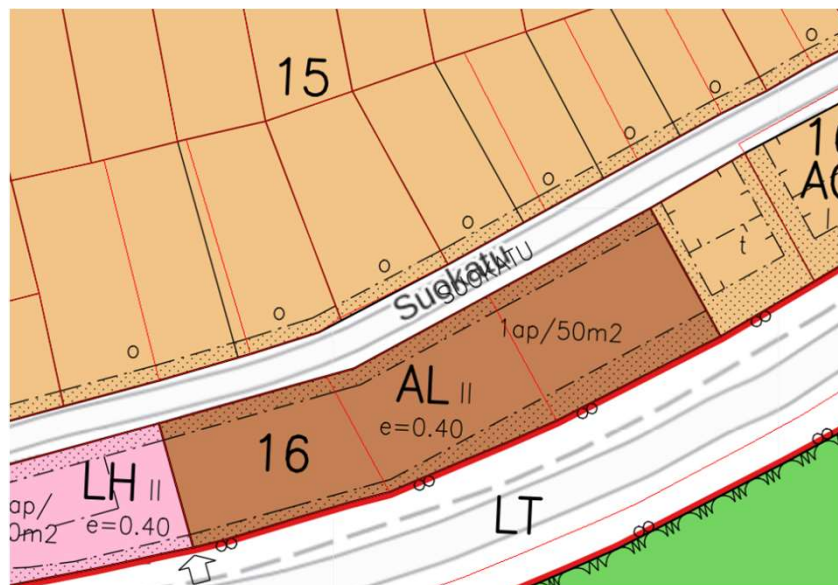 15
Suokatu
SUOKATU
1ap/50m2
AL II
e=0.40
16
LH II
e=0.40
LT
t